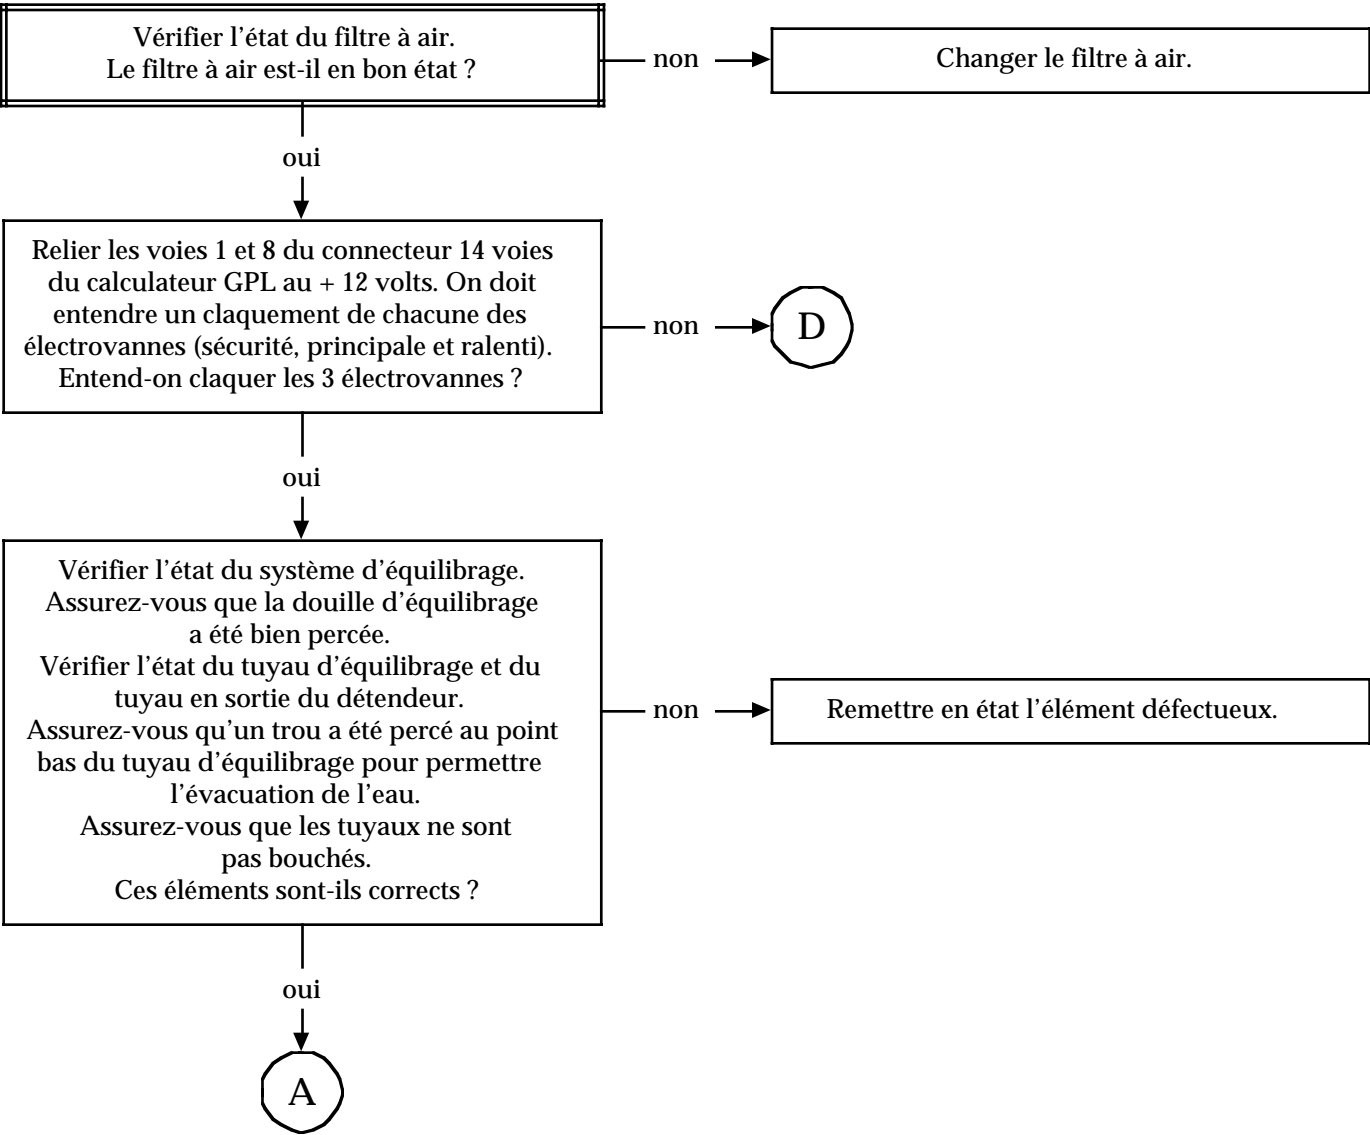 Vérifier l’état du filtre à air.
Le filtre à air est-il en bon état ?
non
Changer le filtre à air.
oui
Relier les voies 1 et 8 du connecteur 14 voies
du calculateur GPL au + 12 volts. On doit
entendre un claquement de chacune des
électrovannes (sécurité, principale et ralenti).
Entend-on claquer les 3 électrovannes ?
non
D
oui
Vérifier l’état du système d’équilibrage.
Assurez-vous que la douille d’équilibrage
a été bien percée.
Vérifier l’état du tuyau d’équilibrage et du
tuyau en sortie du détendeur.
Assurez-vous qu’un trou a été percé au point
bas du tuyau d’équilibrage pour permettre
l’évacuation de l’eau.
Assurez-vous que les tuyaux ne sont
pas bouchés.
Ces éléments sont-ils corrects ?
non
Remettre en état l’élément défectueux.
oui
A